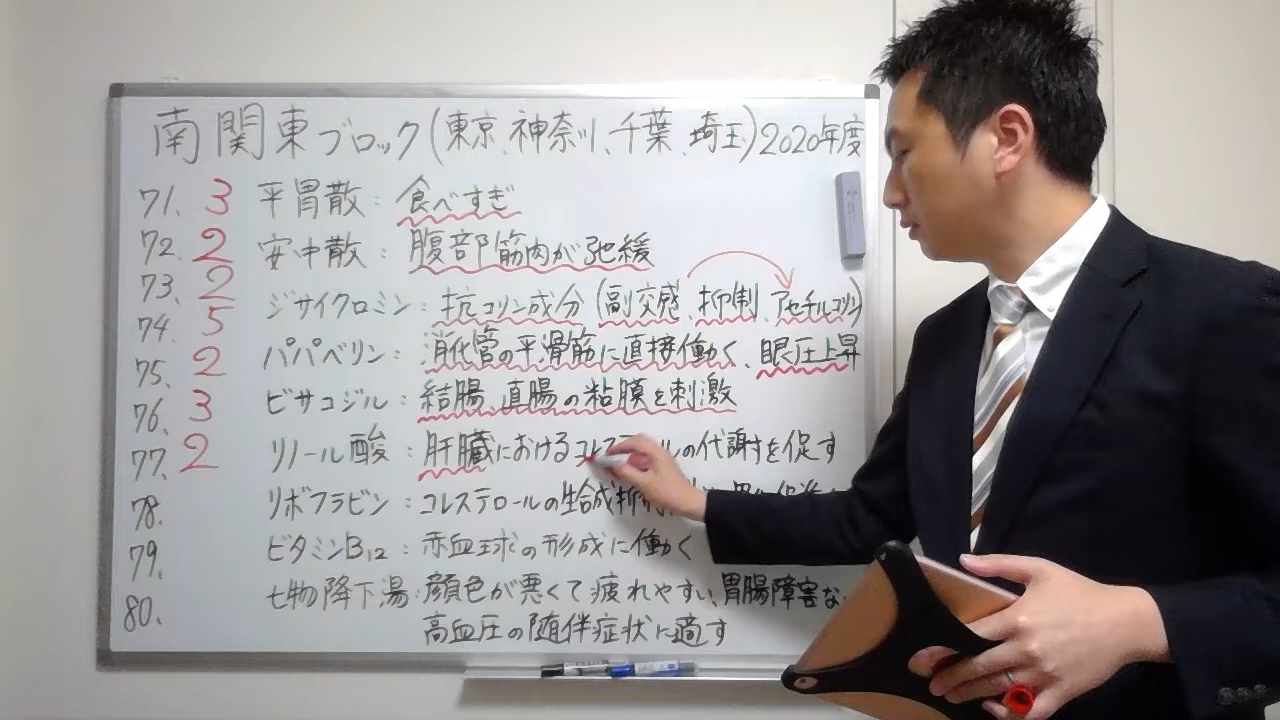 南関東ブロック(東京、神奈川、千葉、埼玉)2020年度
71. 3 平胃散：食べすぎ
72. 2 安中散：腹部筋肉が弛緩
73. 2 ジサイクロミン：抗コリン成分(副交感、抑制、アセチルコリン)
74. 5 パパベリン：消化管の平滑筋に直接働く、眼圧上昇
75. 2 ビサコジル：結腸、直腸の粘膜を刺激
76. 3 リノール酸：肝臓におけるコレステロールの代謝を促す
77. 2 リボフラビン：コレステロールの生合成抑制
78. ビタミンB12：赤血球の形成に働く
79. 七物降下湯：顔色が悪くて疲れやすい、胃腸障害な
80. 高血圧の随伴症状に適す